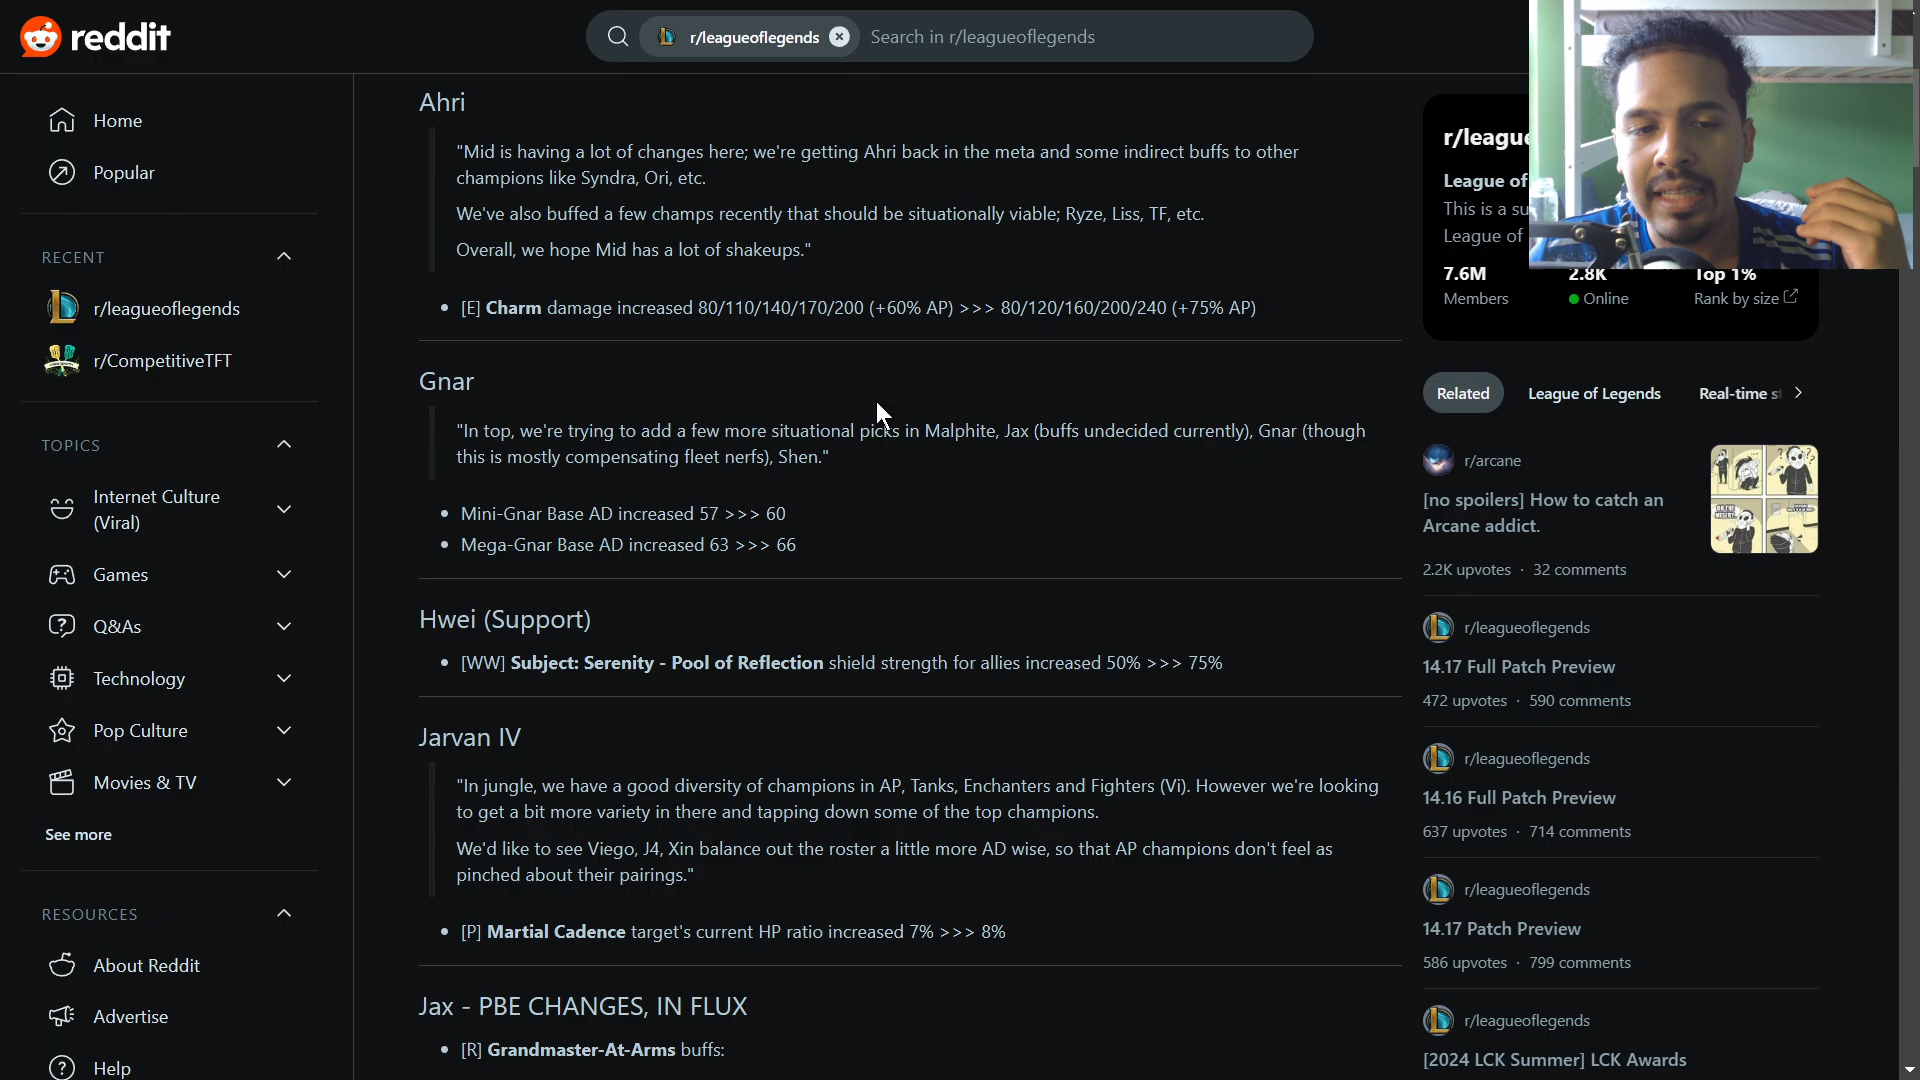 reddit
r/leagueoflegends
Search in r/leagueoflegends
Home
Popular
RECENT
r/leagueoflegends
r/CompetitiveTFT
TOPICS
Internet Culture
(Viral)
Games
Q&As
Technology
Pop Culture
Movies & TV
See more
RESOURCES
About Reddit
Advertise
Help
Ahri
"Mid is having a lot of changes here; we're getting Ahri back in the meta and some indirect buffs to other
champions like Syndra, Ori, etc.
We've also buffed a few champs recently that should be situationally viable; Ryze, Liss, TF, etc.
Overall, we hope Mid has a lot of shakeups."
• [E] Charm damage increased 80/110/140/170/200 (+60% AP) >>> 80/120/160/200/240 (+75% AP)
Gnar
"In top, we're trying to add a few more situational picks in Malphite, Jax (buffs undecided currently), Gnar (though
this is mostly compensating fleet nerfs), Shen."
• Mini-Gnar Base AD increased 57 >>> 60
• Mega-Gnar Base AD increased 63 >>> 66
Hwei (Support)
• [WW] Subject: Serenity - Pool of Reflection shield strength for allies increased 50% >>> 75%
Jarvan IV
"In jungle, we have a good diversity of champions in AP, Tanks, Enchanters and Fighters (Vi). However we're looking
to get a bit more variety in there and tapping down some of the top champions.
We'd like to see Viego, J4, Xin balance out the roster a little more AD wise, so that AP champions don't feel as
pinched about their pairings."
• [P] Martial Cadence target's current HP ratio increased 7% >>> 8%
Jax - PBE CHANGES, IN FLUX
• [R] Grandmaster-At-Arms buffs:
r/league
League of
This is a su
League of
7.6M
2.8K
Top 1%
Members
Online
Rank by size
Related
League of Legends
Real-time s
r/arcane
[no spoilers] How to catch an
Arcane addict.
2.2K upvotes · 32 comments
r/leagueoflegends
14.17 Full Patch Preview
472 upvotes · 590 comments
r/leagueoflegends
14.16 Full Patch Preview
637 upvotes · 714 comments
r/leagueoflegends
14.17 Patch Preview
586 upvotes · 799 comments
r/leagueoflegends
[2024 LCK Summer] LCK Awards